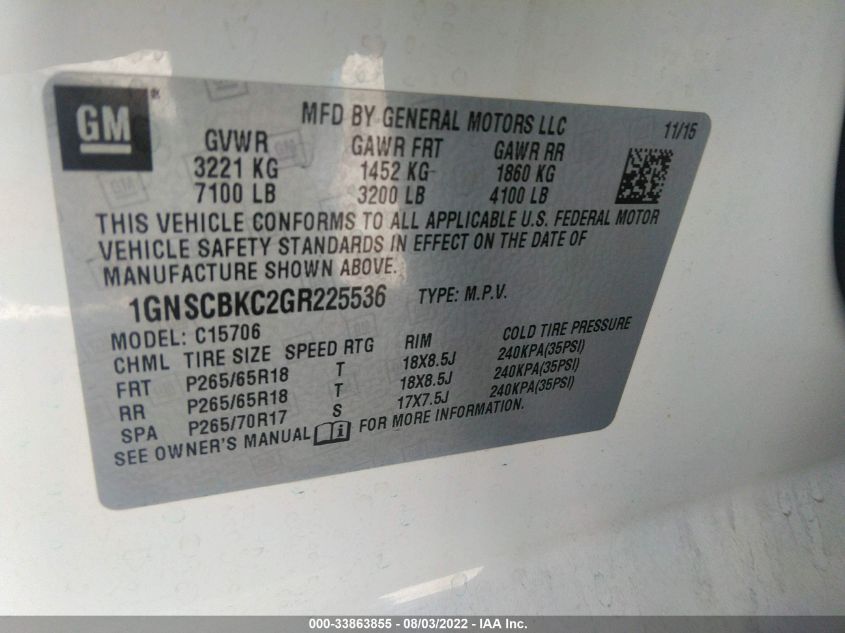 GM
MFD BY GENERAL MOTORS LLC 11/15
GVWR GAWR FRT GAWR RR
3221 KG 1452 KG 1860 KG
7100 LB 3200 LB 4100 LB
THIS VEHICLE CONFORMS TO ALL APPLICABLE U.S. FEDERAL MOTOR
VEHICLE SAFETY STANDARDS IN EFFECT ON THE DATE OF
MANUFACTURE SHOWN ABOVE.
1GNSCBKC2GR225536 TYPE: M.P.V.
MODEL: C15706
CHML TIRE SIZE SPEED RTG RIM COLD TIRE PRESSURE
FRT P265/65R18 T 18X8.5J 240KPA(35PSI)
RR P265/65R18 T 18X8.5J 240KPA(35PSI)
SPA P265/70R17 S 17X7.5J 240KPA(35PSI)
SEE OWNER'S MANUAL i FOR MORE INFORMATION.
000-33863855 — 08/03/2022 — IAA Inc.